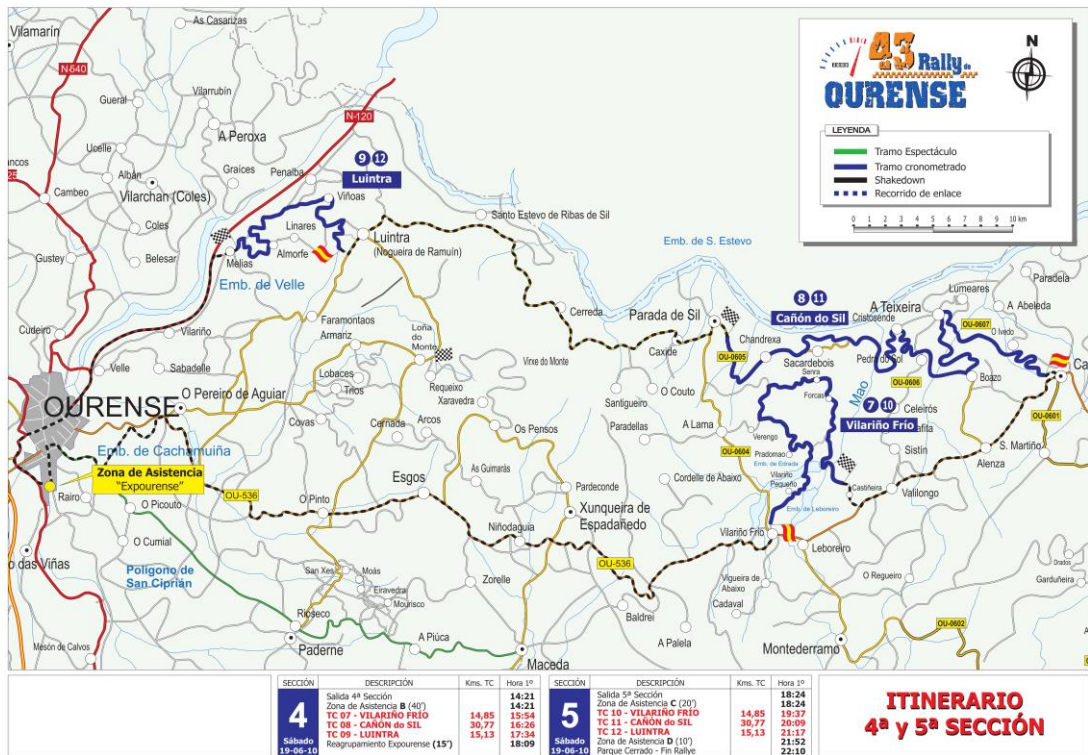 As Casarizas
Vilamarín
N-540
N-120
Gueral
Vilarrubín
A Peroxa
Ucelle
Albán
Graíces
Penalba
Cambeo
Vilarchan (Coles)
Coles
Gustey
Belesar
9 12
Luintra
Viñoas
Linares
Almorfe
Melias
Luintra
(Nogueira de Ramuín)
Santo Estevo de Ribas de Sil
Emb. de Velle
Emb. de S. Estevo
43 Rally de
OURENSE
N
LEYENDA
Tramo Espectáculo
Tramo cronometrado
Shakedown
Recorrido de enlace
0 1 2 3 4 5 6 7 8 9 10 km
Cudeiro
Vilariño
Velle
Sabadelle
Faramontaos
Armariz
Loña
do
Monte
Lobaces
Trios
Requeixo
Xaravedra
Covas
Cernada
Arcos
Os Pensos
O Pereiro de Aguiar
OURENSE
Emb. de Cachamuiña
Zona de Asistencia
"Expourense"
Rairo
O Picouto
O Cumial
OU-536
O Pinto
Esgos
As Guimarás
Pardeconde
Xunqueira de
Espadañedo
Niñodaguia
Cerreda
Vinxe do Monte
Parada de Sil
Caxide
O Couto
Santigueiro
Paradellas
A Lama
OU-0604
OU-0605
Cordelle de Abaixo
Chandrexa
Sacardebois
Serva
Forcas
8 11
Cañón do Sil
Cristosende
A Teixeira
Lumeares
Paradela
A Abeleda
OU-0607
O Ivedo
Pedra do Sol
OU-0606
Boazo
Ca
OU-0601
Mao
7 10
Vilariño Frío
Celeirós
Sistín
S. Martiño
Alenza
Valilongo
Verengo
Pradomao
Emb. de Edrada
Vilariño
Pequeño
Castiñeira
Emb. de Leboreiro
Vilariño Frío
Leboreiro
OU-536
O Regueiro
Vigueira de
Abaixo
Cadaval
Drados
Garduñeira
OU-0602
Montederramo
Baldrei
A Palela
Zorelle
o das Viñas
Polígono de
San Ciprián
San Xes
Moás
Eiravedra
Mourisco
Rioseco
Paderne
A Piúca
Maceda
Mesón de Calvos
SECCIÓN DESCRIPCIÓN Kms. TC Hora 1º
4
Sábado
19-06-10
Salida 4ª Sección 14:21
Zona de Asistencia B (40') 14:21
TC 07 - VILARIÑO FRÍO 14,85 15:54
TC 08 - CAÑÓN do SIL 30,77 16:26
TC 09 - LUINTRA 15,13 17:34
Reagrupamiento Expourense (15') 18:09
SECCIÓN DESCRIPCIÓN Kms. TC Hora 1º
5
Sábado
19-06-10
Salida 5ª Sección 18:24
Zona de Asistencia C (20') 18:24
TC 10 - VILARIÑO FRÍO 14,85 19:37
TC 11 - CAÑÓN do SIL 30,77 20:09
TC 12 - LUINTRA 15,13 21:17
Zona de Asistencia D (10') 21:52
Parque Cerrado - Fin Rallye 22:10
ITINERARIO
4ª y 5ª SECCIÓN